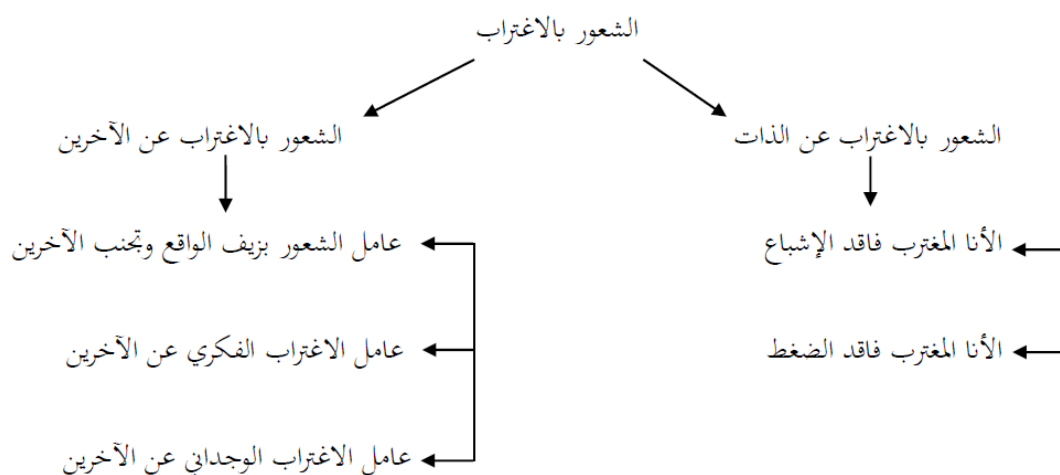 الشعور بالاغتراب
الشعور بالاغتراب عن الذات
الشعور بالاغتراب عن الآخرين
الأنا المغترب فاقد الإشباع
عامل الشعور بزيف الواقع وتجنب الآخرين
الأنا المغترب فاقد الضغط
عامل الاغتراب الفكري عن الآخرين
عامل الاغتراب الوجداني عن الآخرين